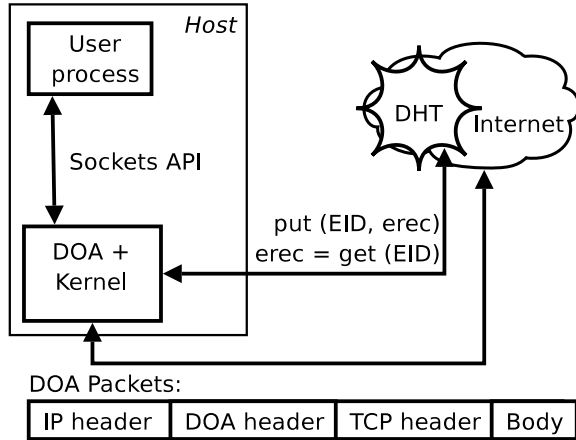 Host
User
process
Sockets API
DOA +
Kernel
DHT
Internet
put (EID, erec)
erec = get (EID)
DOA Packets:
IP header DOA header TCP header Body